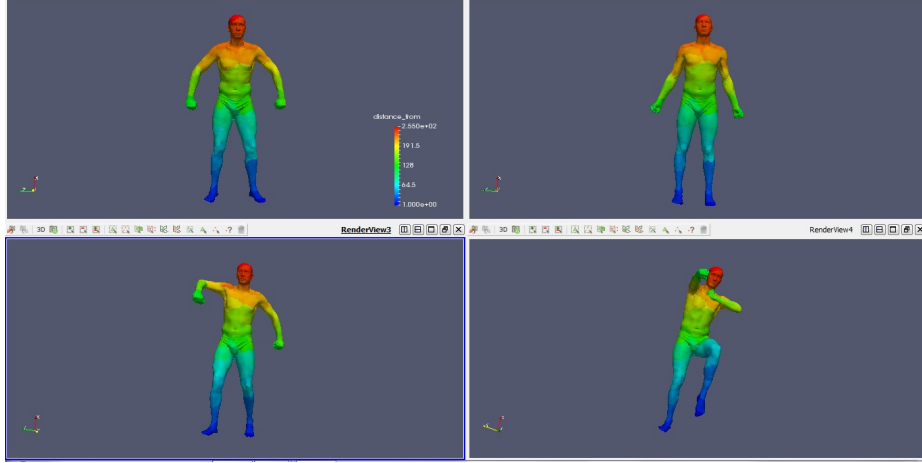 distance_from
2.550e+02
191.5
128
64.5
1.000e+00
3D
RenderView3
3D
RenderView4